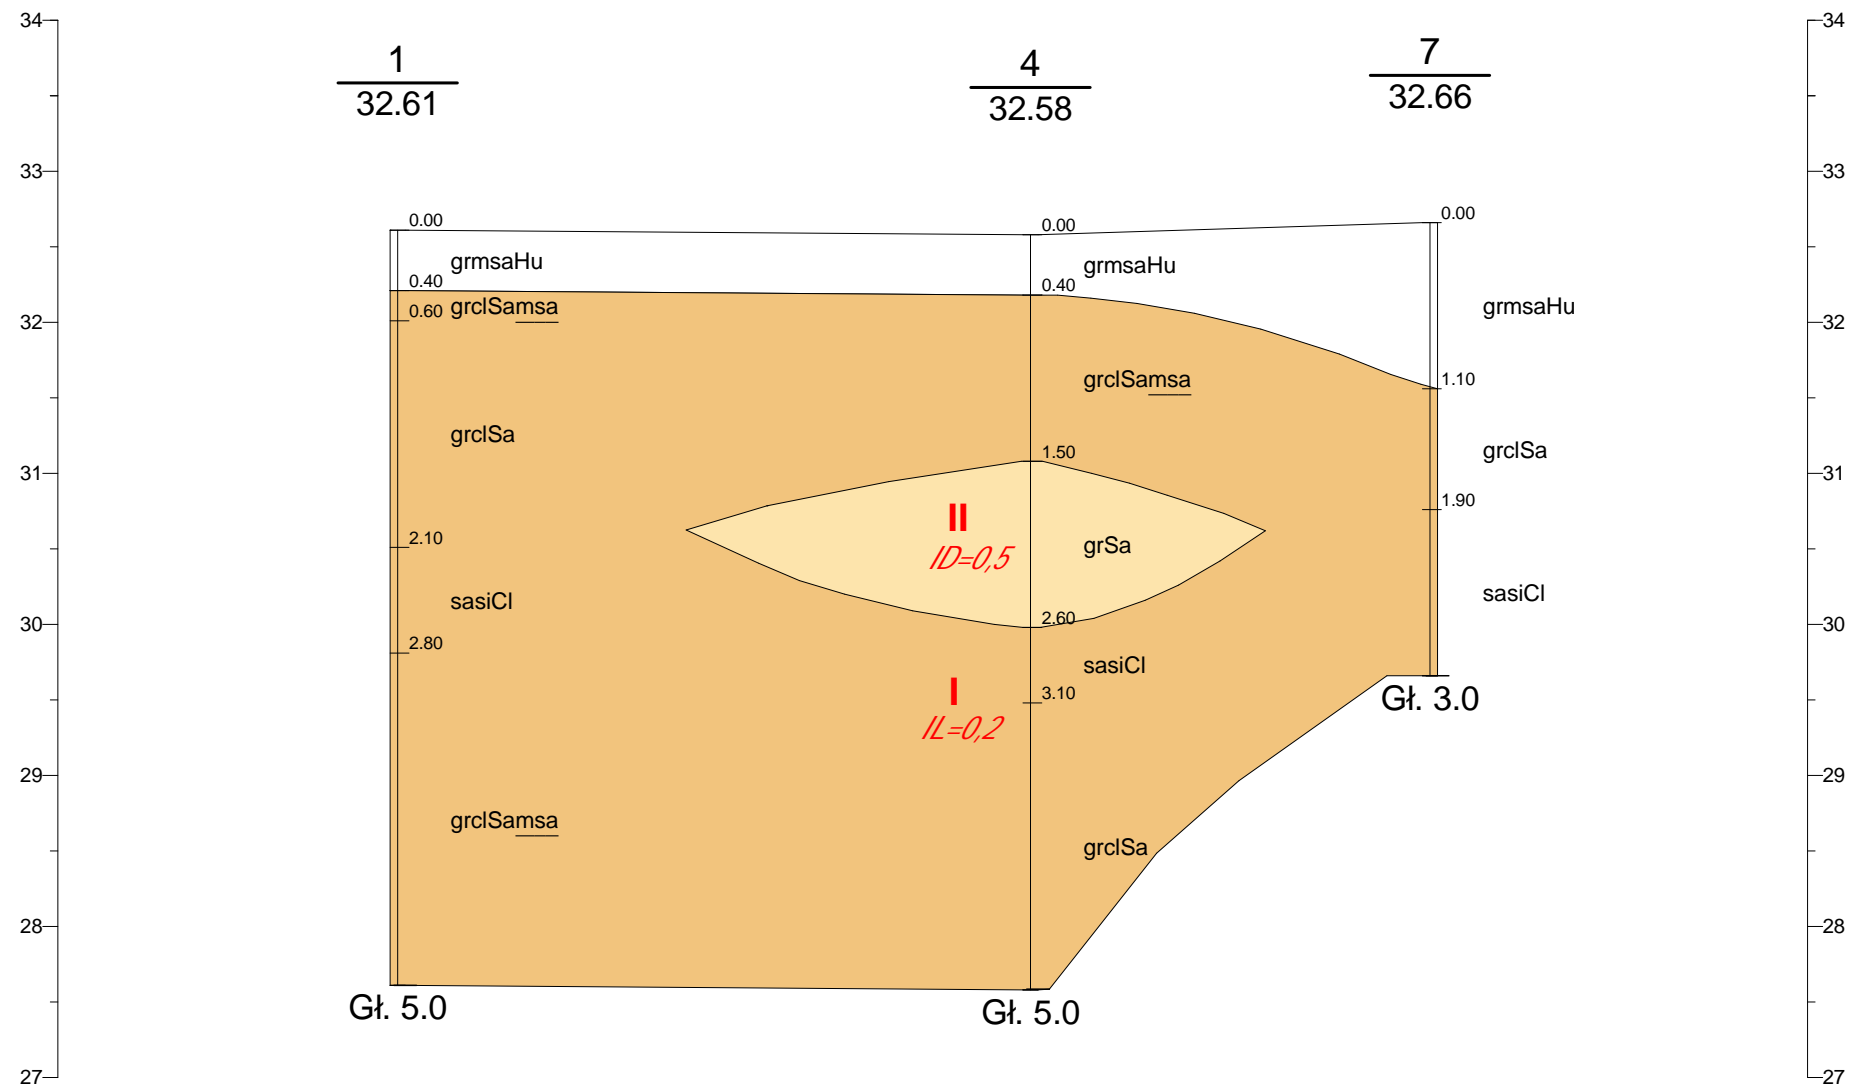 34 34
1 4 7
32.61 32.58 32.66
33 33
0.00 0.00 0.00
grmsaHu grmsaHu
0.40 0.40
grclSamsa grmsaHu
0.60
32 32
grclSamsa 1.10
grclSa grclSa
1.50
31 31
II 1.90
2.10 grSa
ID=0,5
sasiCl sasiCl
2.60
30 30
2.80 sasiCl
I 3.10 Gł. 3.0
IL=0,2
29 29
grclSamsa grclSa
28 28
Gł. 5.0 Gł. 5.0
27 27